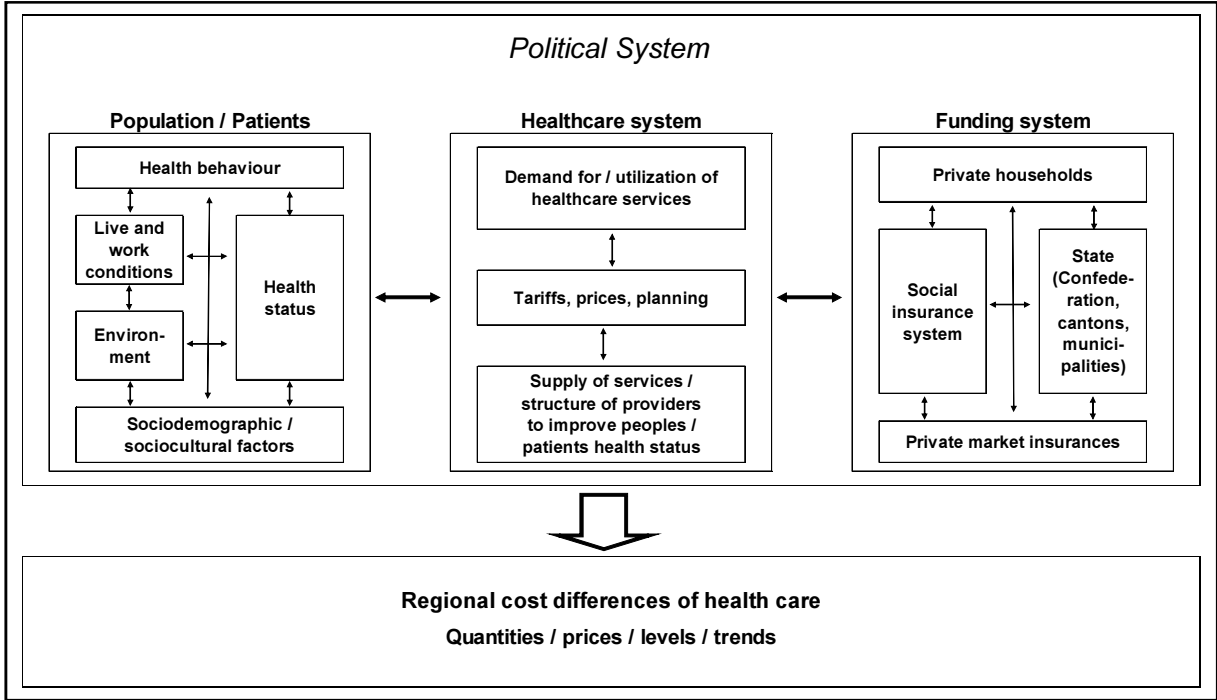 Political System
Population / Patients
Health behaviour
Live and
work
conditions
Environ-
ment
Health
status
Sociodemographic /
sociocultural factors
Healthcare system
Demand for / utilization of
healthcare services
Tariffs, prices, planning
Supply of services /
structure of providers
to improve peoples /
patients health status
Funding system
Private households
Social
insurance
system
State
(Confede-
ration,
cantons,
munici-
palities)
Private market insurances
Regional cost differences of health care
Quantities / prices / levels / trends